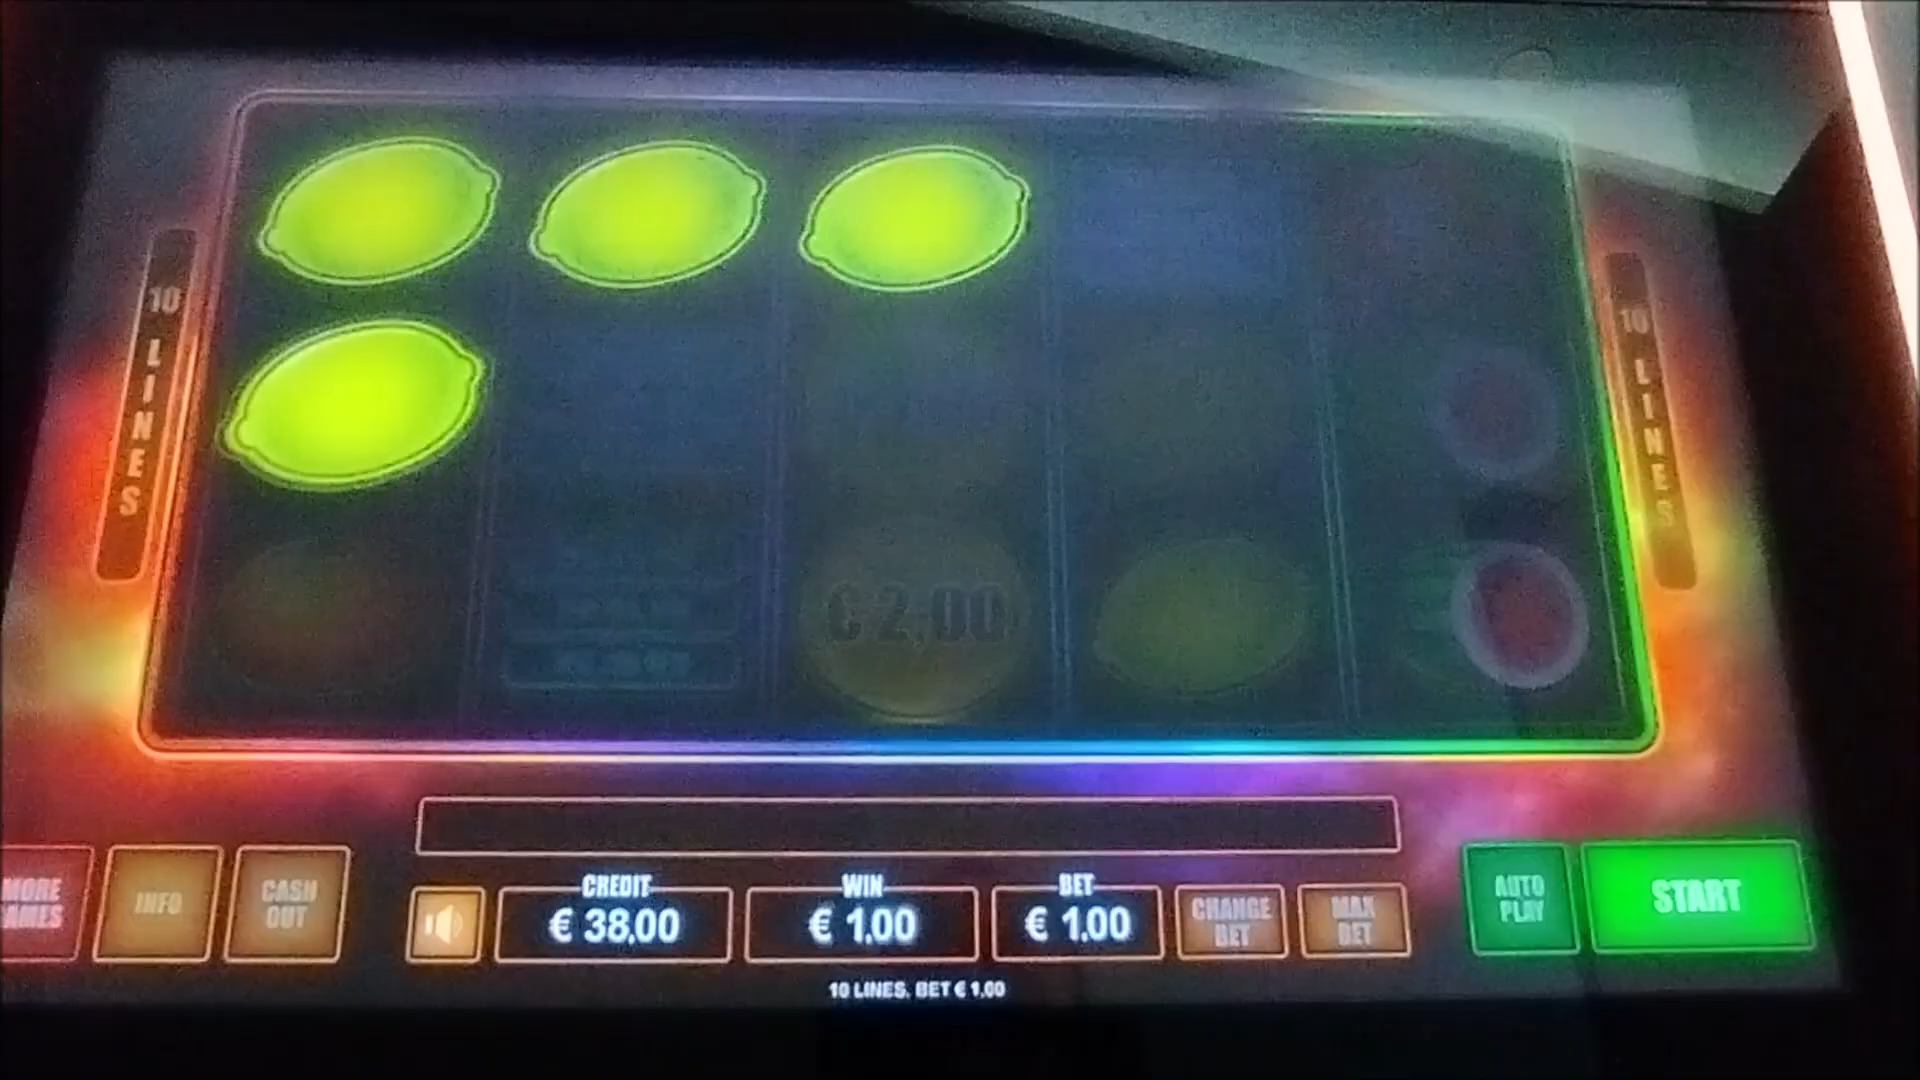 10 LINES
10 LINES
€ 2.00
MORE
GAMES
INFO
CASH
OUT
CREDIT
€ 38,00
WIN
€ 1.00
BET
€ 1.00
CHANGE
BET
MAX
BET
AUTO
PLAY
START
10 LINES. BET € 1.00